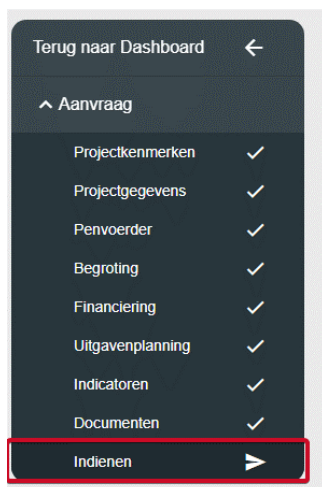 Terug naar Dashboard
Aanvraag
Projectkenmerken
Projectgegevens
Penvoerder
Begroting
Financiering
Uitgavenplanning
Indicatoren
Documenten
Indienen